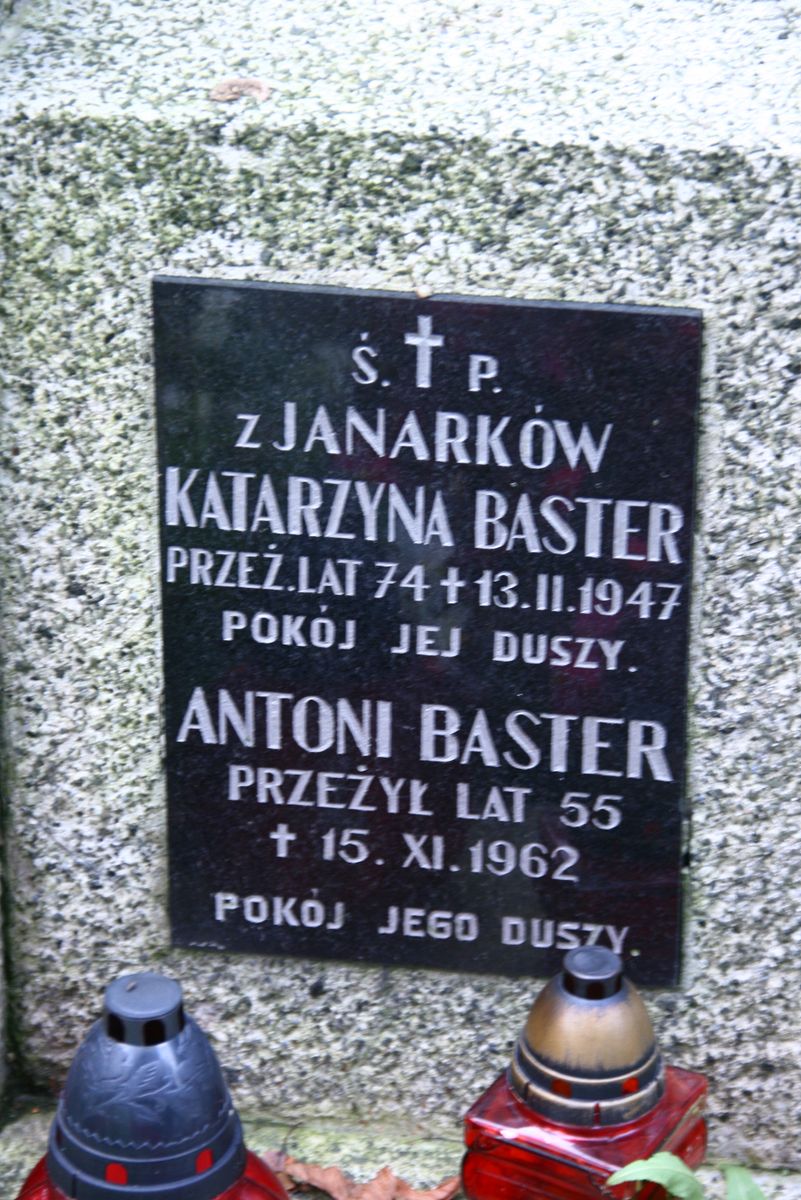 Ś. ✝ P.
z JANARKÓW
KATARZYNA BASTER
PRZEŻ. LAT 74 ✝ 13. II. 1947
POKÓJ JEJ DUSZY.
ANTONI BASTER
PRZEŻYŁ LAT 55
✝ 15. XI. 1962
POKÓJ JEGO DUSZY.